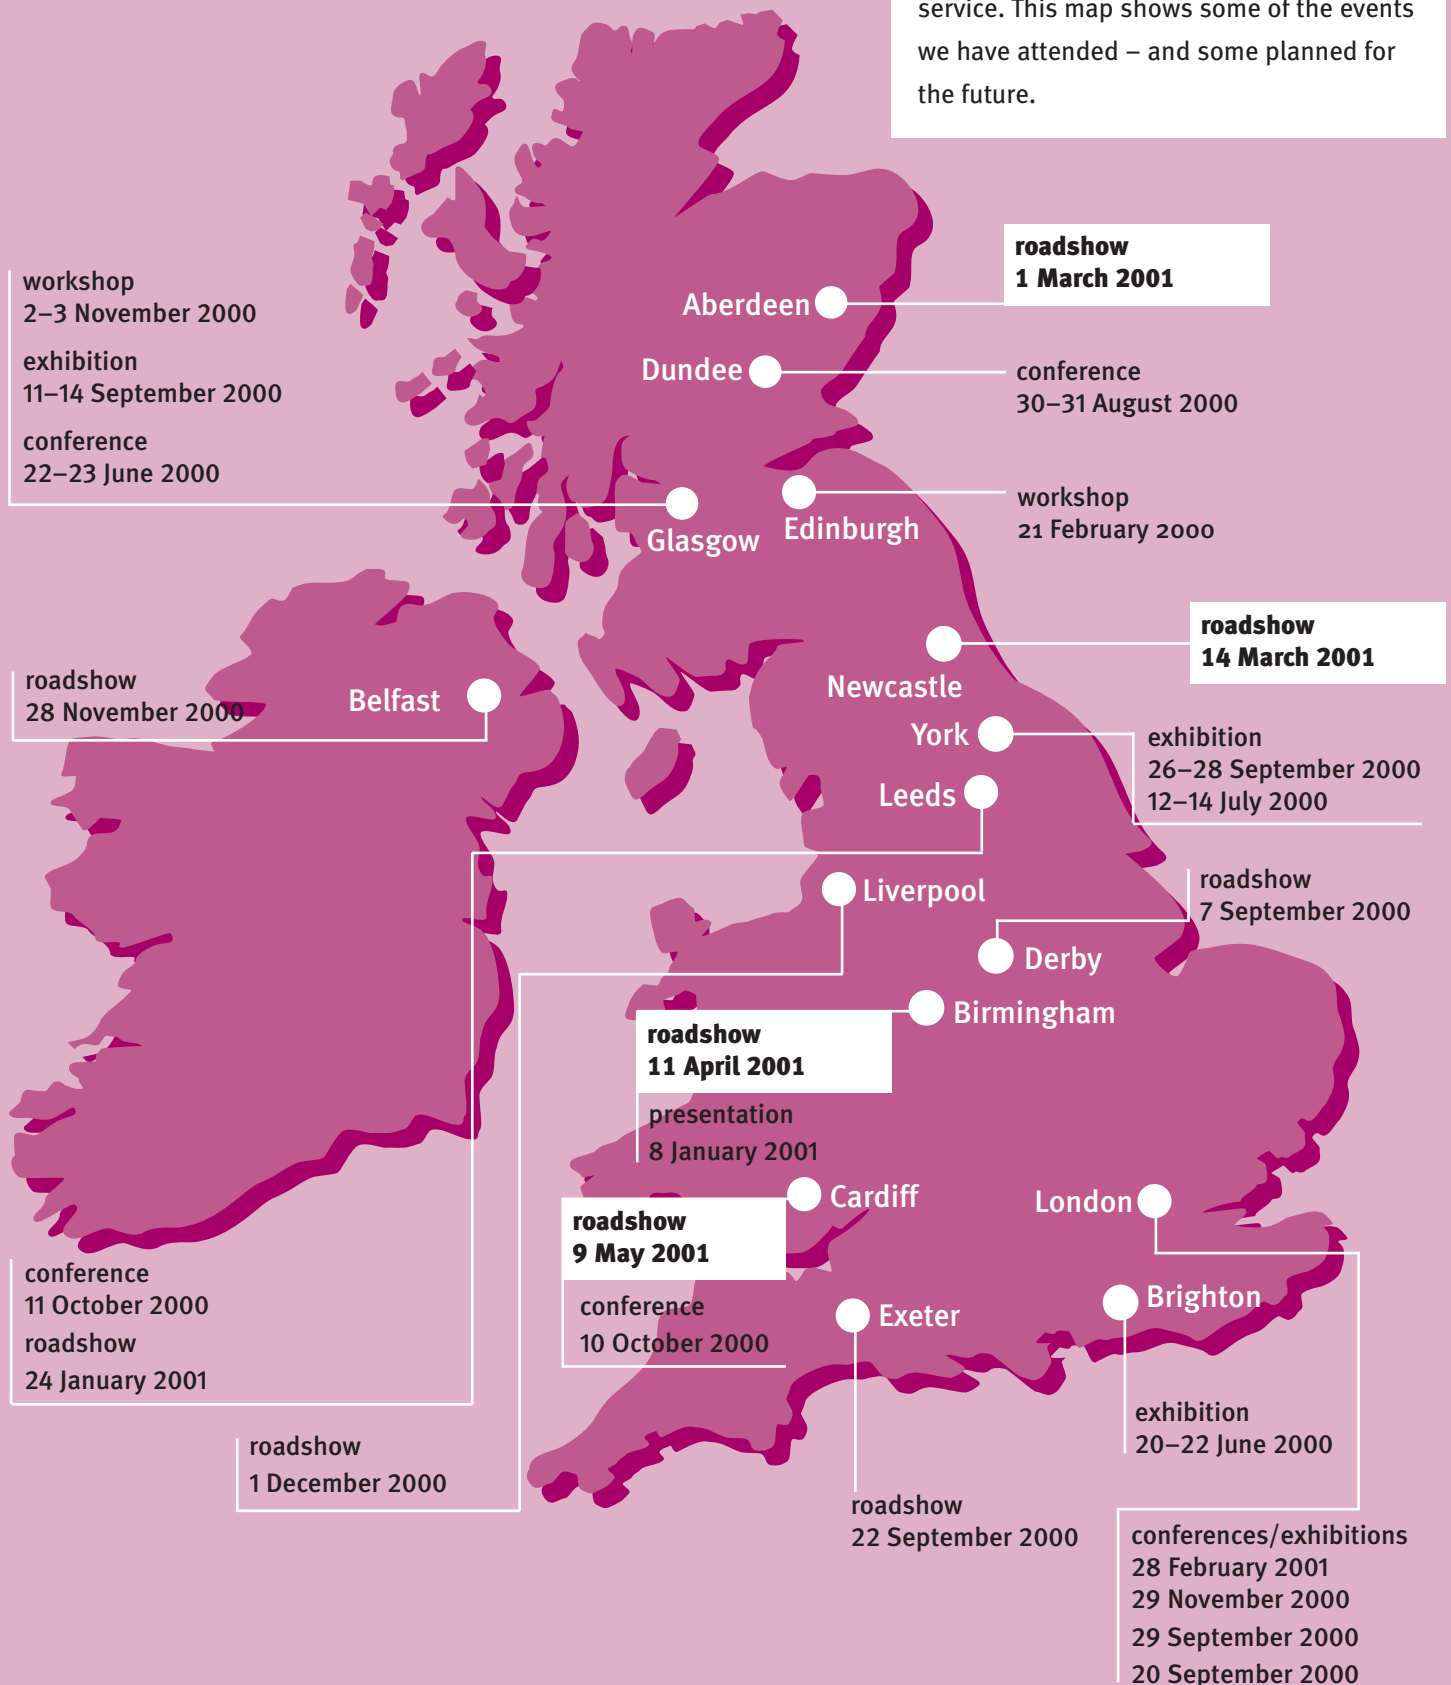 service. This map shows some of the events
we have attended – and some planned for
the future.
roadshow
1 March 2001
Aberdeen
workshop
2–3 November 2000
exhibition
11–14 September 2000
conference
22–23 June 2000
Dundee
conference
30–31 August 2000
Glasgow
Edinburgh
workshop
21 February 2000
roadshow
14 March 2001
Newcastle
roadshow
28 November 2000
Belfast
York
exhibition
26–28 September 2000
12–14 July 2000
Leeds
Liverpool
roadshow
7 September 2000
Derby
Birmingham
roadshow
11 April 2001
presentation
8 January 2001
Cardiff
London
roadshow
9 May 2001
conference
10 October 2000
conference
11 October 2000
roadshow
24 January 2001
Exeter
Brighton
exhibition
20–22 June 2000
roadshow
1 December 2000
roadshow
22 September 2000
conferences/exhibitions
28 February 2001
29 November 2000
29 September 2000
20 September 2000